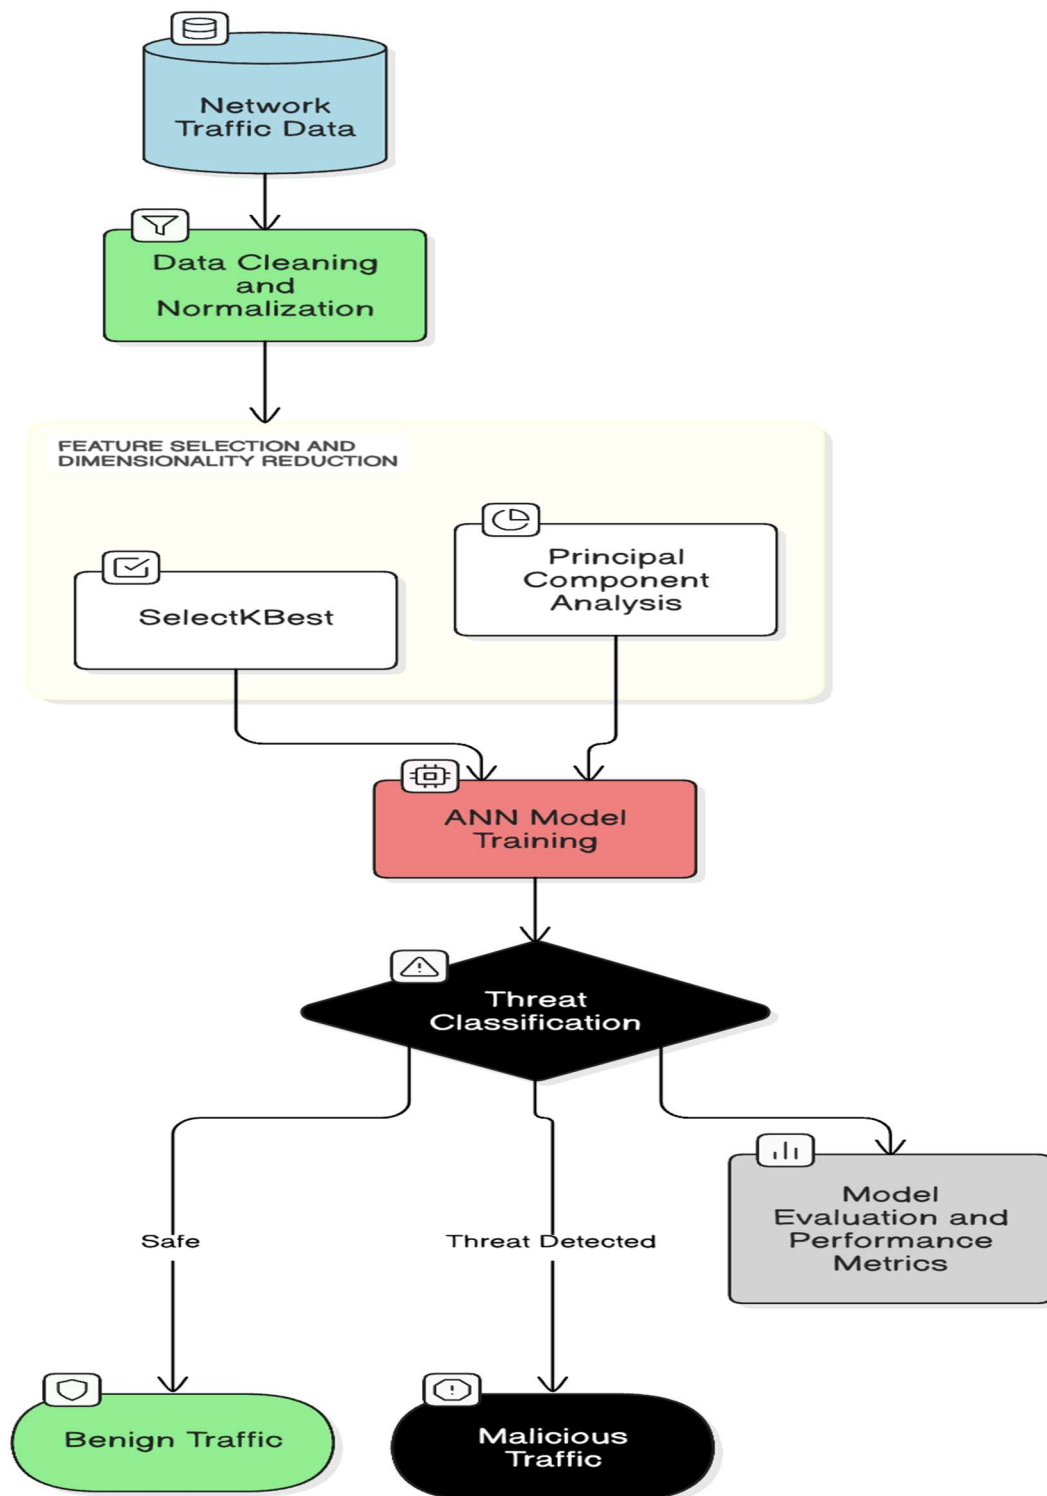 Network
Traffic Data
Data Cleaning
and
Normalization
FEATURE SELECTION AND
DIMENSIONALITY REDUCTION
SelectKBest
Principal
Component
Analysis
ANN Model
Training
Threat
Classification
Safe
Threat Detected
Model
Evaluation and
Performance
Metrics
Benign Traffic
Malicious
Traffic